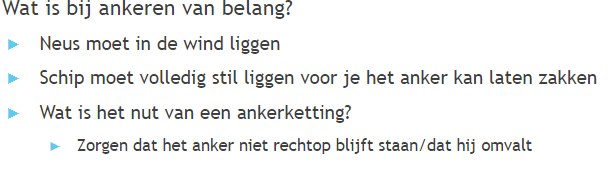 Wat is bij ankeren van belang?
► Neus moet in de wind liggen
► Schip moet volledig stil liggen voor je het anker kan laten zakken
► Wat is het nut van een ankerketting?
► Zorgen dat het anker niet rechtop blijft staan/dat hij omvalt